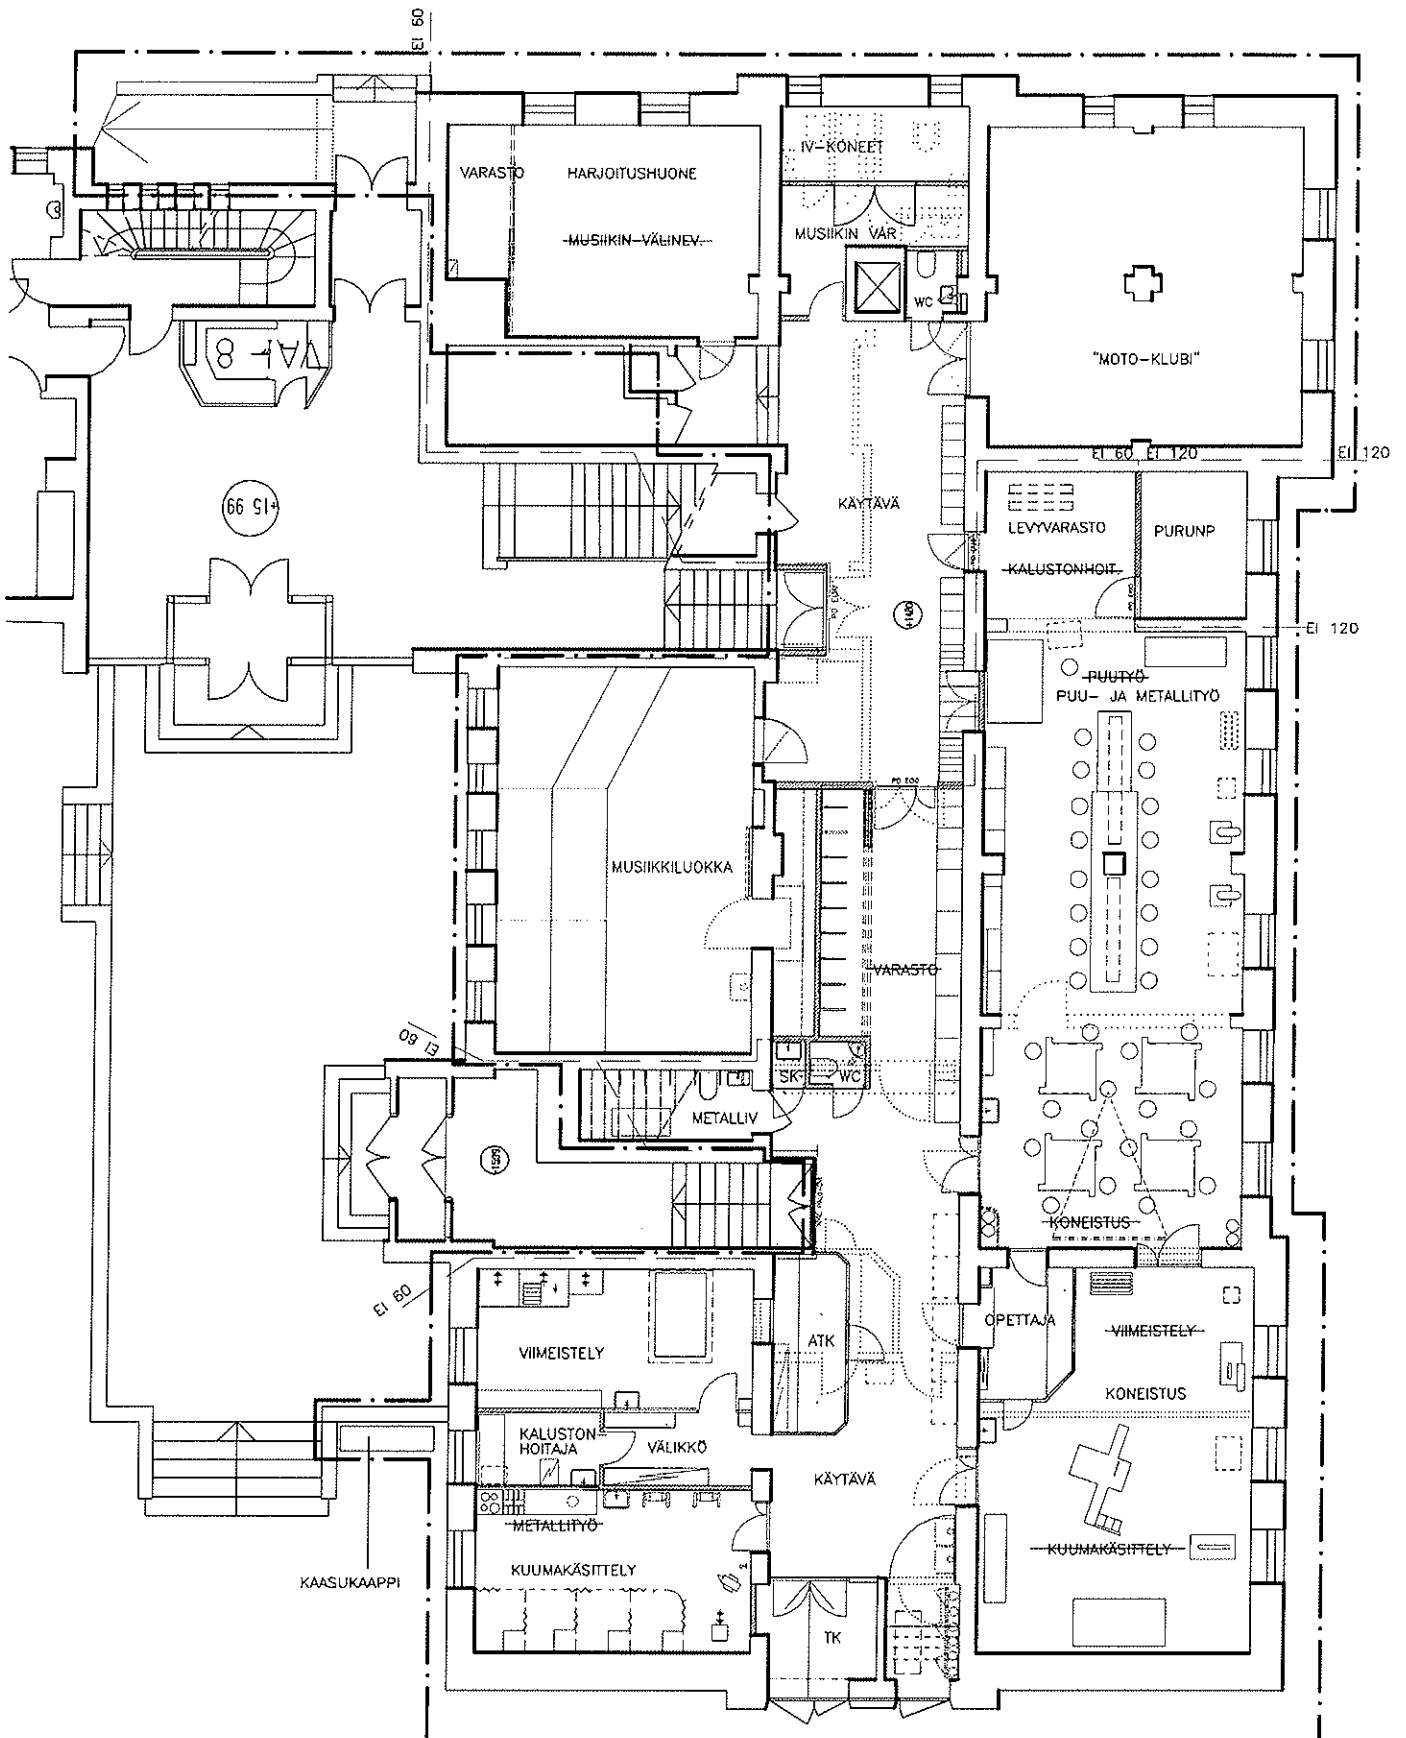 EI 60
IV-KONEET
VARASTO
HARJOITUSHUONE
MUSIIKIN-VÄLINEV.
MUSIIKIN VAR
WC
"MOTO-KLUBI"
EI 60
EI 120
EI 120
+15 99
KÄYTÄVÄ
LEVYVARASTO
PURUNP
KALUSTONHOIT.
EI 120
PUUTYÖ
PUU- JA METALLITYÖ
MUSIIKKILUOKKA
VARASTO
EI 60
SK
WC
METALLIV
KONEISTUS
EI 60
OPETTAJA
VIIMEISTELY
ATK
VIIMEISTELY
KONEISTUS
KALUSTON
HOITAJA
VÄLIKKÖ
KÄYTÄVÄ
METALLITYÖ
KUUMAKÄSITTELY
KUUMAKÄSITTELY
KAASUKAAPPI
TK